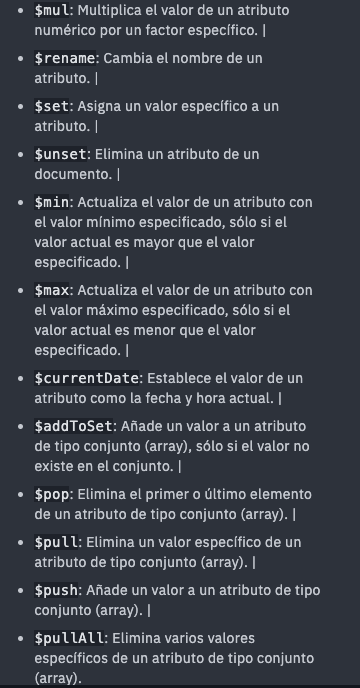 • $mul: Multiplica el valor de un atributo
numérico por un factor específico. |
• $rename: Cambia el nombre de un
atributo. |
• $set: Asigna un valor específico a un
atributo. |
• $unset: Elimina un atributo de un
documento. |
• $min: Actualiza el valor de un atributo con
el valor mínimo especificado, sólo si el
valor actual es mayor que el valor
especificado. |
• $max: Actualiza el valor de un atributo con
el valor máximo especificado, sólo si el
valor actual es menor que el valor
especificado. |
• $currentDate: Establece el valor de un
atributo como la fecha y hora actual. |
• $addToSet: Añade un valor a un atributo
de tipo conjunto (array), sólo si el valor no
existe en el conjunto. |
• $pop: Elimina el primer o último elemento
de un atributo de tipo conjunto (array). |
• $pull: Elimina un valor específico de un
atributo de tipo conjunto (array). |
• $push: Añade un valor a un atributo de tipo
conjunto (array). |
• $pullAll: Elimina varios valores
específicos de un atributo de tipo conjunto
(array).